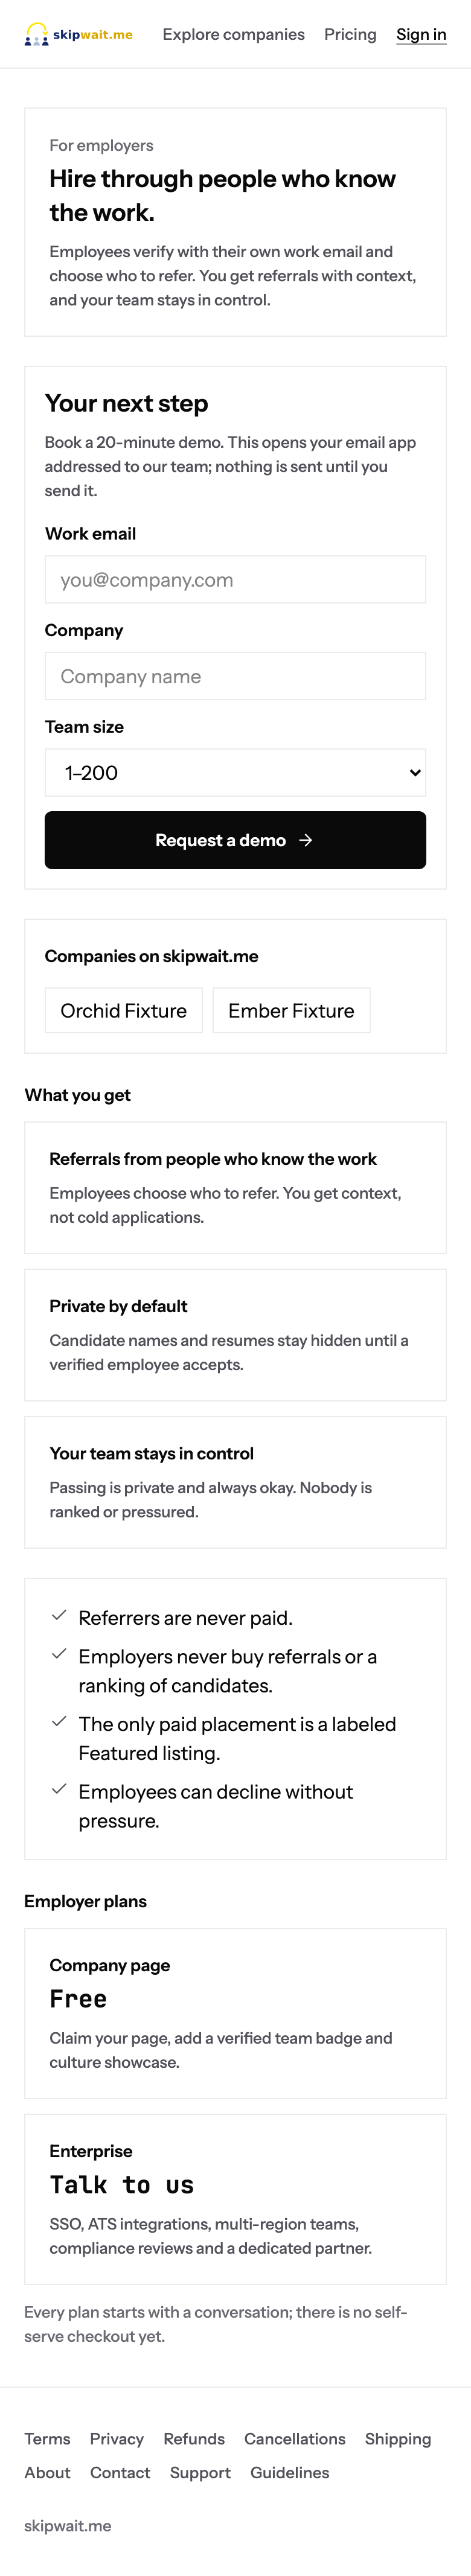 skipwait.me
Explore companies
Pricing
Sign in
For employers
Hire through people who know
the work.
Employees verify with their own work email and
choose who to refer. You get referrals with context,
and your team stays in control.
Your next step
Book a 20-minute demo. This opens your email app
addressed to our team; nothing is sent until you
send it.
Work email
you@company.com
Company
Company name
Team size
1–200
Request a demo →
Companies on skipwait.me
Orchid Fixture
Ember Fixture
What you get
Referrals from people who know the work
Employees choose who to refer. You get context,
not cold applications.
Private by default
Candidate names and resumes stay hidden until a
verified employee accepts.
Your team stays in control
Passing is private and always okay. Nobody is
ranked or pressured.
Referrers are never paid.
Employers never buy referrals or a
ranking of candidates.
The only paid placement is a labeled
Featured listing.
Employees can decline without
pressure.
Employer plans
Company page
Free
Claim your page, add a verified team badge and
culture showcase.
Enterprise
Talk to us
SSO, ATS integrations, multi-region teams,
compliance reviews and a dedicated partner.
Every plan starts with a conversation; there is no self-
serve checkout yet.
Terms Privacy Refunds Cancellations Shipping
About Contact Support Guidelines
skipwait.me